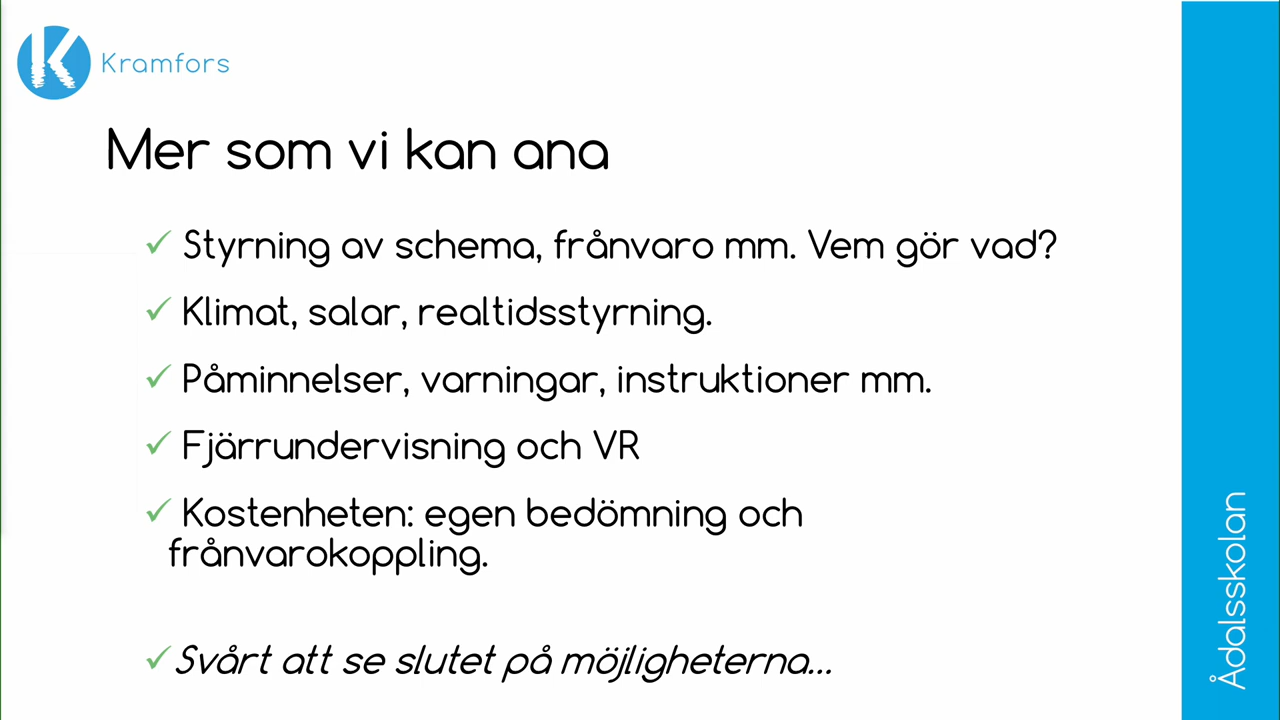 Kramfors
Mer som vi kan ana
✓ Styrning av schema, frånvaro mm. Vem gör vad?
✓ Klimat, salar, realtidsstyrning.
✓ Påminnelser, varningar, instruktioner mm.
✓ Fjärrundervisning och VR
✓ Kostenheten: egen bedömning och
frånvarokoppling.
✓ Svårt att se slutet på möjligheterna...
Ådalsskolan